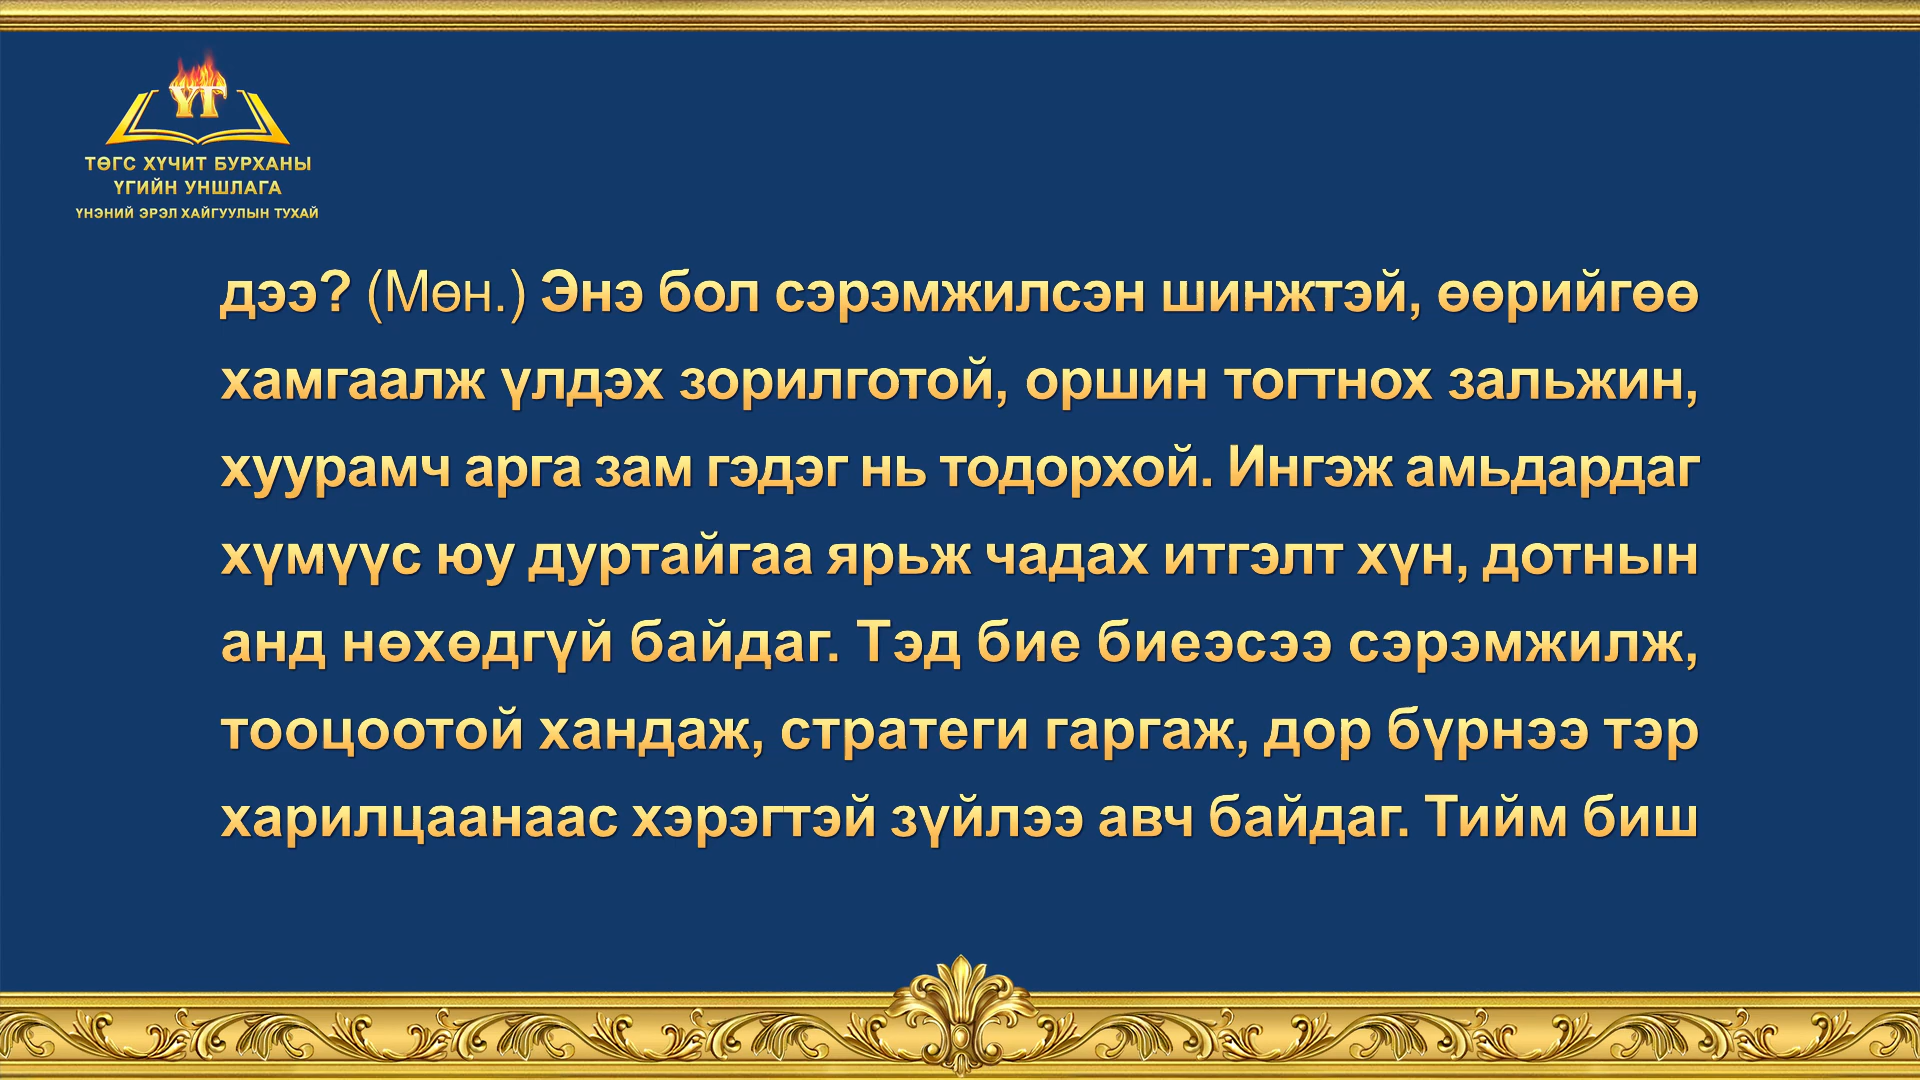 ҮГ
ТӨГС ХҮЧИТ БУРХАНЫ
ҮГИЙН УНШЛАГА
ҮНЭНИЙ ЭРЭЛ ХАЙГУУЛЫН ТУХАЙ
дээ? (Мөн.) Энэ бол сэрэмжилсэн шинжтэй, өөрийгөө
хамгаалж үлдэх зорилготой, оршин тогтнох зальжин,
хуурамч арга зам гэдэг нь тодорхой. Ингэж амьдардаг
хүмүүс юу дуртайгаа ярьж чадах итгэлт хүн, дотнын
анд нөхөдгүй байдаг. Тэд бие биеэсээ сэрэмжилж,
тооцоотой хандаж, стратеги гаргаж, дор бүрнээ тэр
харилцаанаас хэрэгтэй зүйлээ авч байдаг. Тийм биш